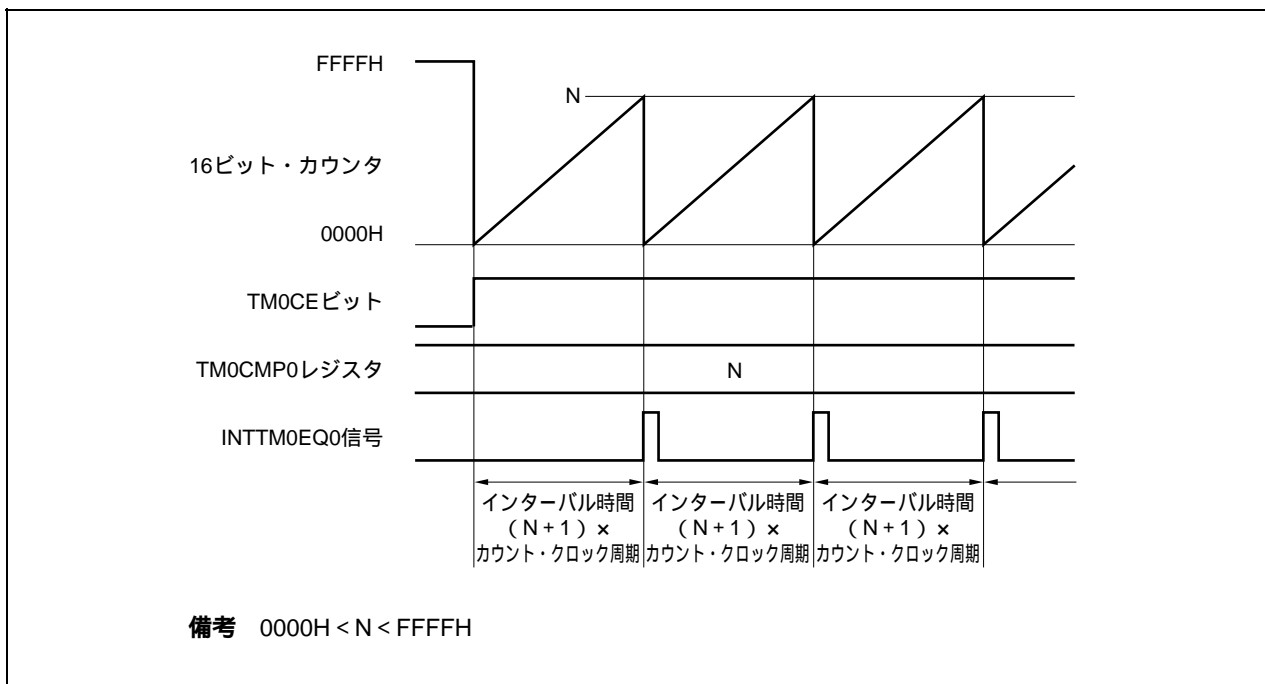 FFFFH
N
16ビット・カウンタ
0000H
TM0CEビット
TM0CMP0レジスタ
N
INTTM0EQ0信号
インターバル時間
（N+1）×
カウント・クロック周期
インターバル時間
（N+1）×
カウント・クロック周期
インターバル時間
（N+1）×
カウント・クロック周期
備考 0000H＜N＜FFFFH